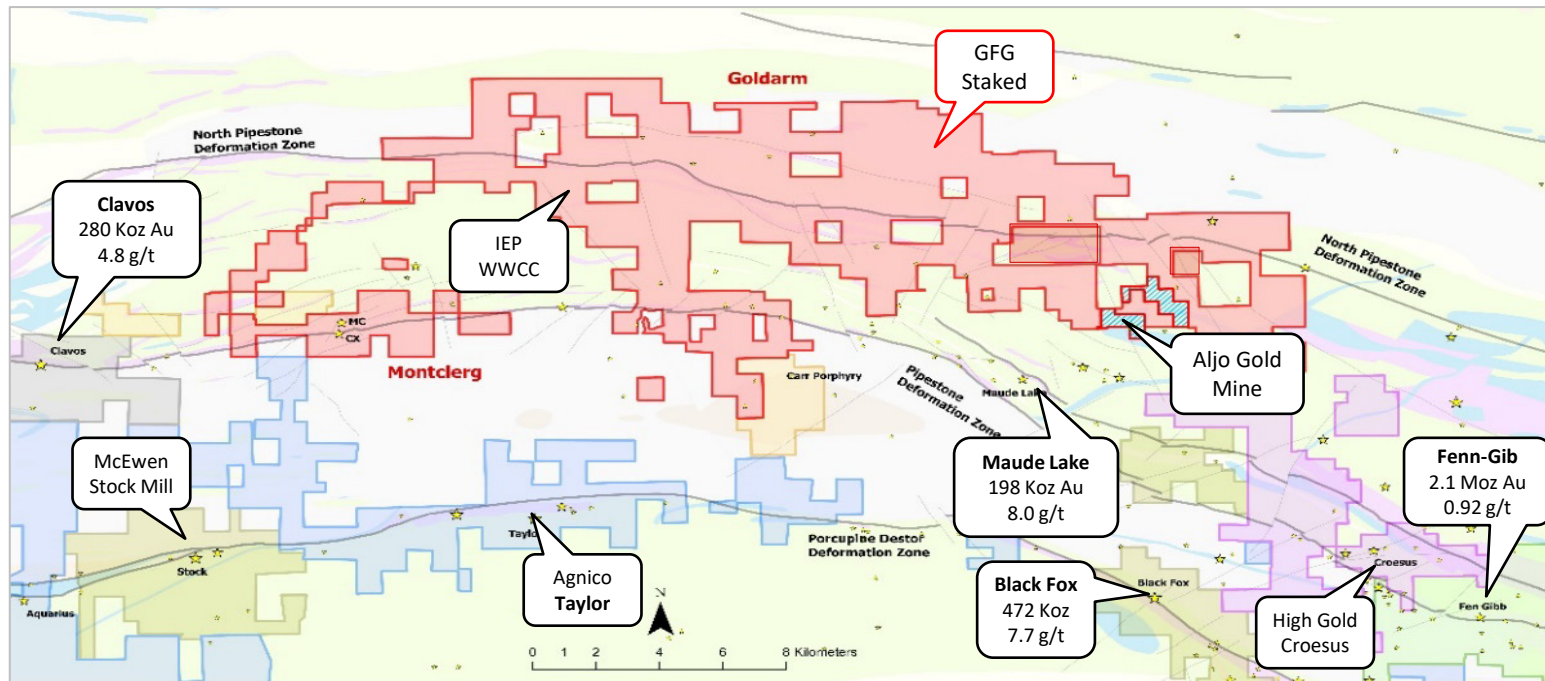 GFG
Staked
Goldarm
North Pipestone
Deformation Zone
Clavos
280 Koz Au
4.8 g/t
IEP
WWCC
North Pipestone
Deformation Zone
MC
CX
Clavos
Montclerg
Carr Porphyry
Aljo Gold
Mine
Pipestone
Deformation Zone
Maude Lake
McEwen
Stock Mill
Maude Lake
198 Koz Au
8.0 g/t
Fenn-Gib
2.1 Moz Au
0.92 g/t
Taylor
Porcupine Destor
Deformation Zone
Stock
Agnico
Taylor
Aquarius
Black Fox
472 Koz
7.7 g/t
Black Fox
Croesus
High Gold
Croesus
Fen Gibb
N
0 1 2 4 6 8 Kilometers